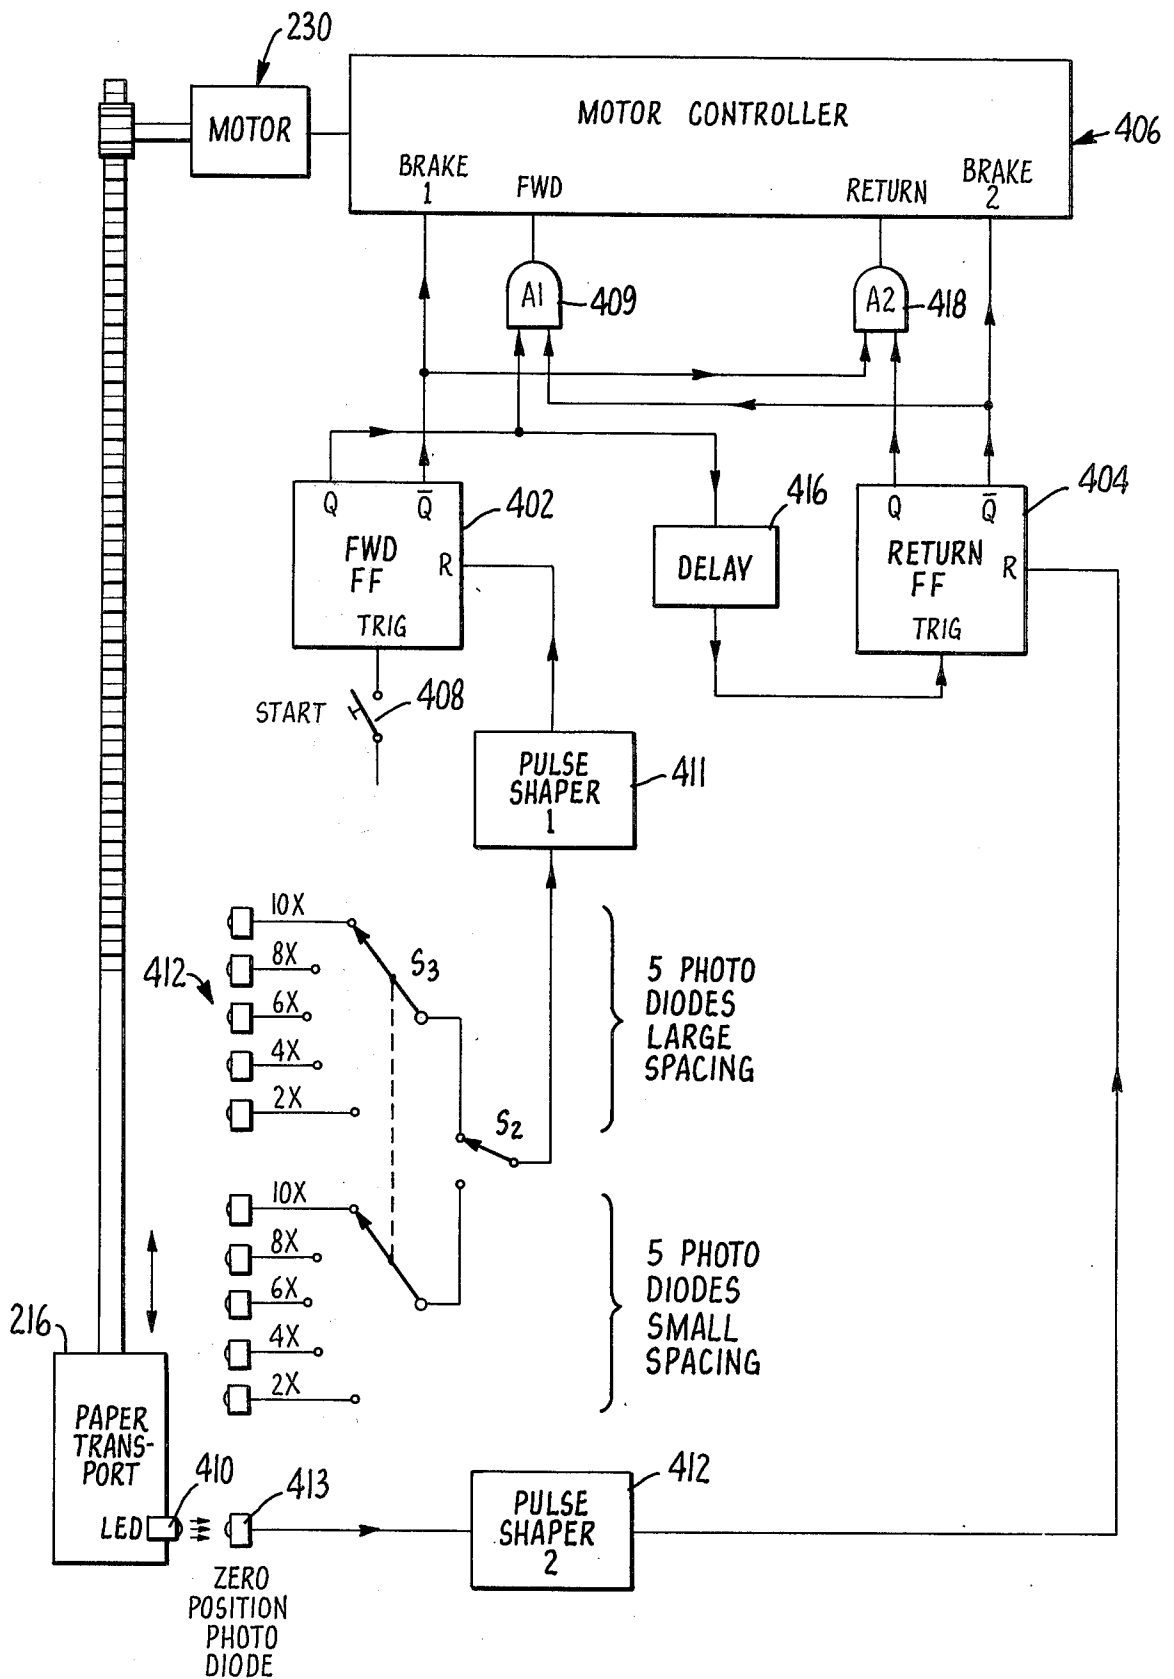 230
MOTOR
MOTOR CONTROLLER
406
BRAKE
1
FWD
RETURN
BRAKE
2
A1
409
A2
418
Q
Q̅
402
FWD
FF
R
TRIG
416
DELAY
404
Q
Q̅
RETURN
FF
R
TRIG
START
408
PULSE
SHAPER
1
411
412
10X
8X
6X
4X
2X
S3
S2
5 PHOTO
DIODES
LARGE
SPACING
10X
8X
6X
4X
2X
5 PHOTO
DIODES
SMALL
SPACING
216
PAPER
TRANS-
PORT
LED
410
413
ZERO
POSITION
PHOTO
DIODE
PULSE
SHAPER
2
412